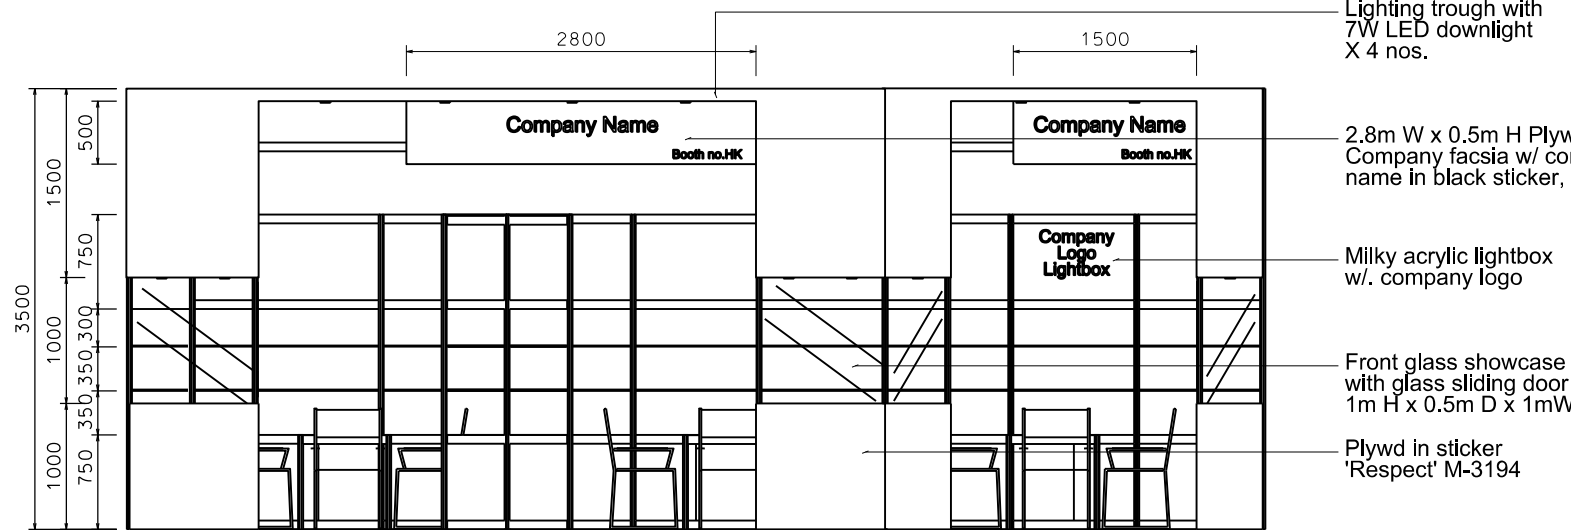 Lighting trough with
7W LED downlight
X 4 nos.
2800
1500
Company Name
Booth no.HK
Company Name
Booth no.HK
2.8m W x 0.5m H
Company facsia w/
name in black sticker,
Company
Logo
Lightbox
Milky acrylic lightbox
w/. company logo
Front glass showcase
with glass sliding door
1m H x 0.5m D x 1mW
Plywd in sticker
'Respect' M-3194
3500
1500
1000
1000
500
750
300
350
350
750